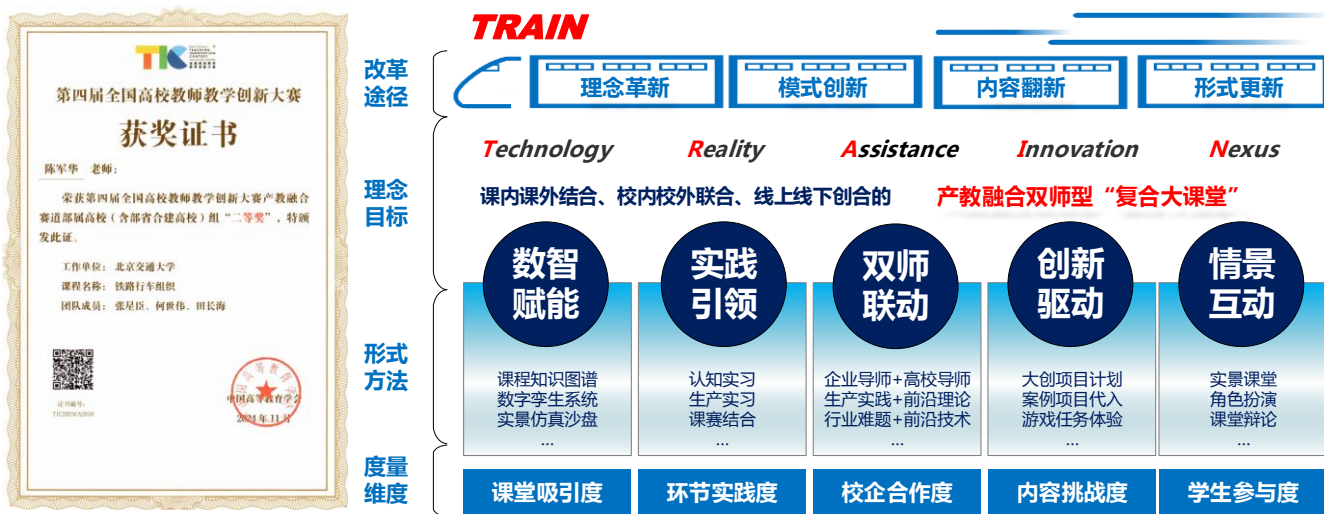 TIC
NATIONAL
TEACHING
INNOVATION
CONTEST
第四届全国高校教师教学创新大赛
获奖证书
陈军华 老师:
荣获第四届全国高校教师教学创新大赛产教融合
赛道部属高校(含部省合建高校)组“二等奖”,特颁
发此证。
工作单位: 北京交通大学
课程名称: 铁路行车组织
团队成员: 张星臣、何世伟、田长海
证书编号:
TIC2024CA2010
中国高等教育学会
2024年11月
TRAIN
改革
途径
理念革新 模式创新 内容翻新 形式更新
Technology Reality Assistance Innovation Nexus
理念
目标
课内课外结合、校内校外联合、线上线下创合的 产教融合双师型“复合大课堂”
数智 实践 双师 创新 情景
赋能 引领 联动 驱动 互动
形式
方法
课程知识图谱 认知实习 企业导师+高校导师 大创项目计划 实景课堂
数字孪生系统 生产实习 生产实践+前沿理论 案例项目代入 角色扮演
实景仿真沙盘 课赛结合 行业难题+前沿技术 游戏任务体验 课堂辩论
... ... ... ... ...
度量
维度
课堂吸引度 环节实践度 校企合作度 内容挑战度 学生参与度